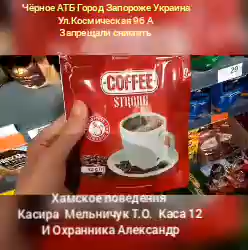 Чёрное АТБ Город Запороже Украина
Ул.Космическая 96 А
Запрещали снимать
COFFEE
STRONG
Хамское поведения
Касира Мельничук Т.О. Каса 12
И Охранника Александр